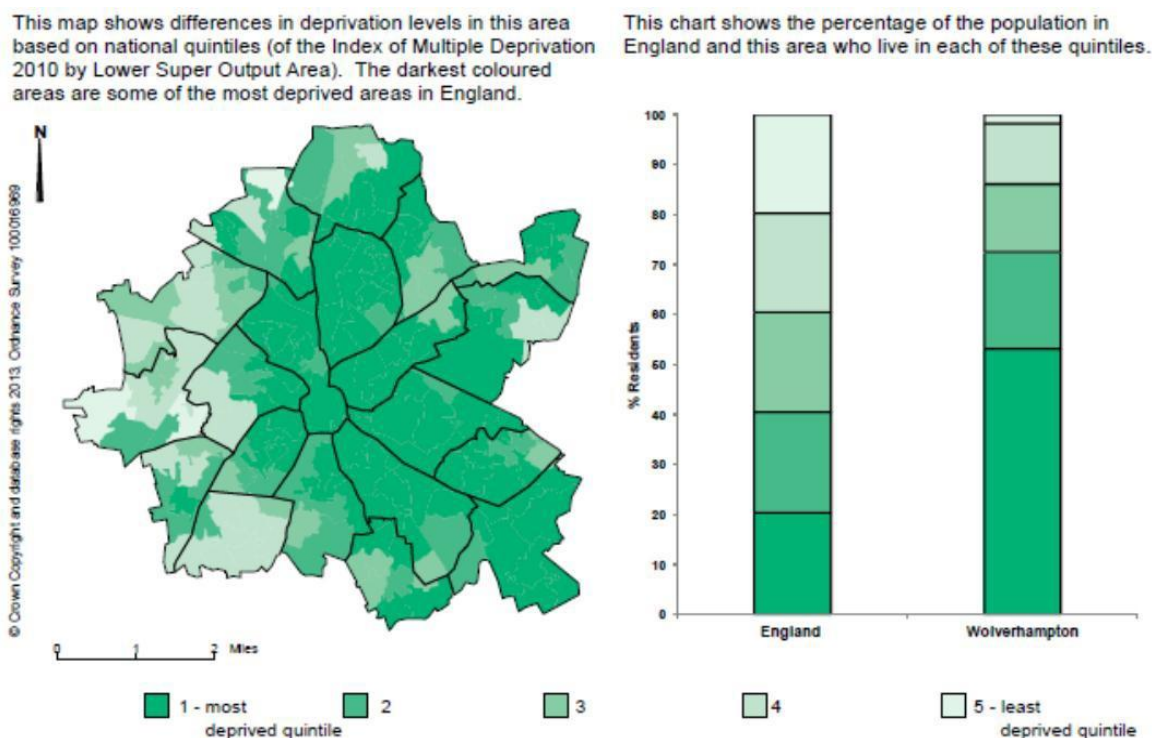 This map shows differences in deprivation levels in this area
based on national quintiles (of the Index of Multiple Deprivation
2010 by Lower Super Output Area). The darkest coloured
areas are some of the most deprived areas in England.
This chart shows the percentage of the population in
England and this area who live in each of these quintiles.
N
© Crown Copyright and database rights 2013, Ordnance Survey 100016969
0 1 2 Miles
% Residents
100
90
80
70
60
50
40
30
20
10
0
England
Wolverhampton
1 - most
deprived quintile
2
3
4
5 - least
deprived quintile